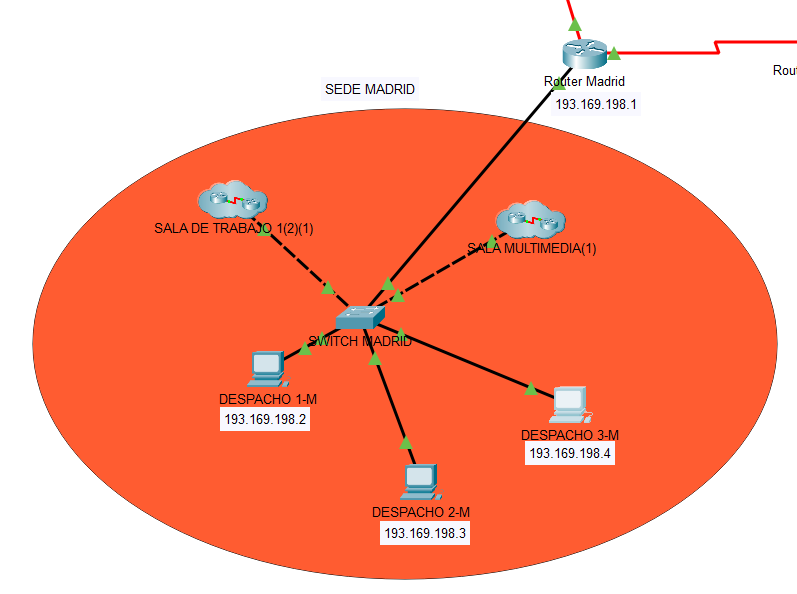 Router Madrid
Rout
193.169.198.1
SEDE MADRID
SALA DE TRABAJO 1(2)(1)
SALA MULTIMEDIA(1)
SWITCH MADRID
DESPACHO 1-M
193.169.198.2
DESPACHO 3-M
193.169.198.4
DESPACHO 2-M
193.169.198.3